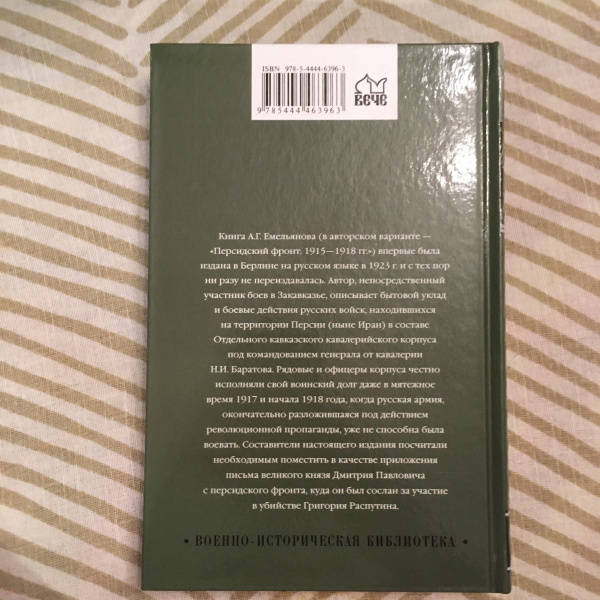 ISBN 978-5-4444-6396-3
ВЕЧЕ
9 785444 463963
Книга А.Г. Емельянова (в авторском варианте —
«Персидский фронт. 1915—1918 гг.») впервые была
издана в Берлине на русском языке в 1923 г. и с тех пор
ни разу не переиздавалась. Автор, непосредственный
участник боев в Закавказье, описывает бытовой уклад
и боевые действия русских войск, находившихся
на территории Персии (ныне Иран) в составе
Отдельного кавказского кавалерийского корпуса
под командованием генерала от кавалерии
Н.И. Баратова. Рядовые и офицеры корпуса честно
исполняли свой воинский долг даже в мятежное
время 1917 и начала 1918 года, когда русская армия,
окончательно разложившаяся под действием
революционной пропаганды, уже не способна была
воевать. Составители настоящего издания посчитали
необходимым поместить в качестве приложения
письма великого князя Дмитрия Павловича
с персидского фронта, куда он был сослан за участие
в убийстве Григория Распутина.
• ВОЕННО-ИСТОРИЧЕСКАЯ БИБЛИОТЕКА •